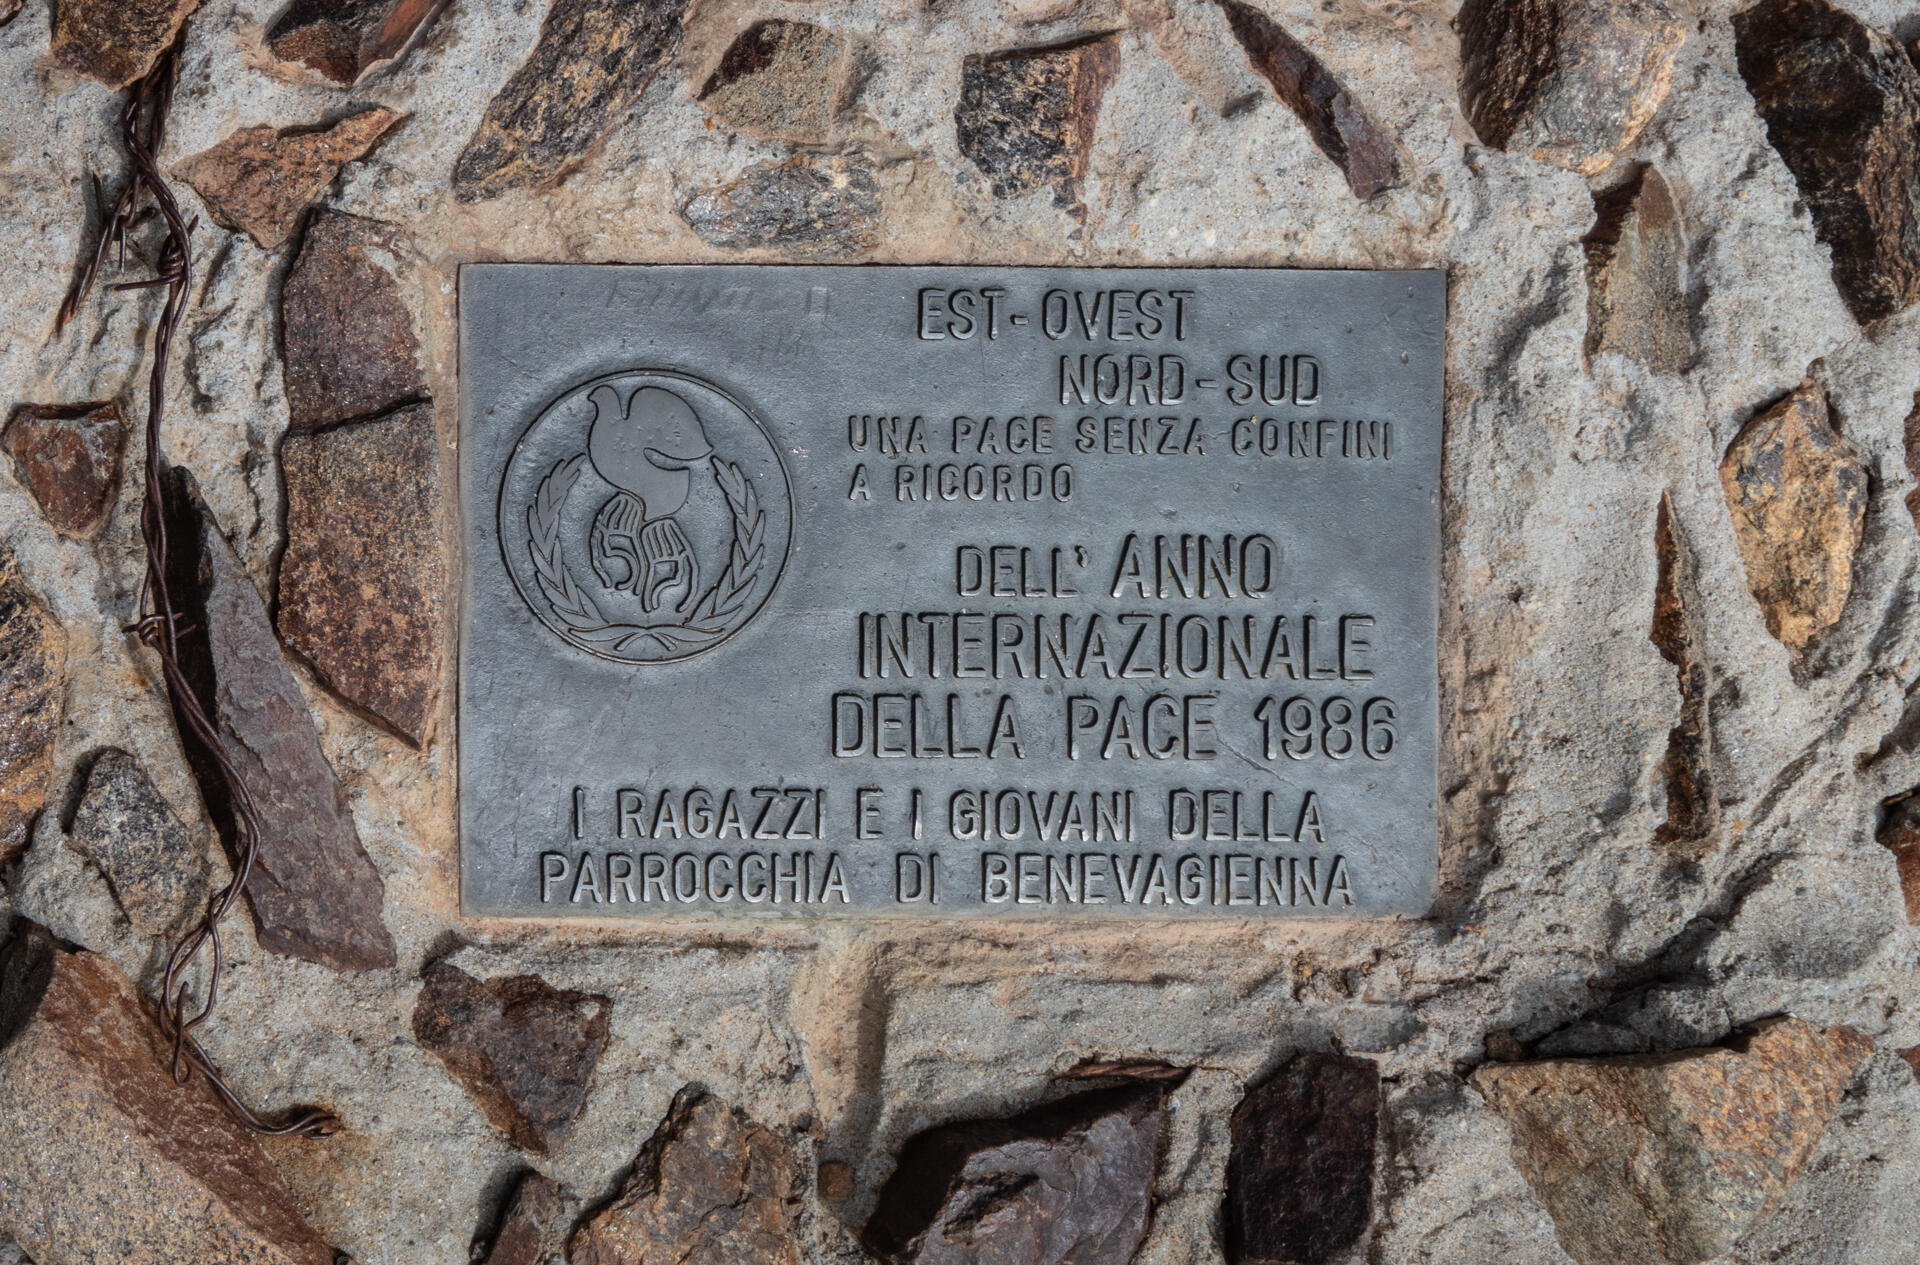 EST-OVEST
NORD-SUD
UNA PACE SENZA CONFINI
A RICORDO
DELL' ANNO
INTERNAZIONALE
DELLA PACE 1986
I RAGAZZI E I GIOVANI DELLA
PARROCCHIA DI BENEVAGIENNA